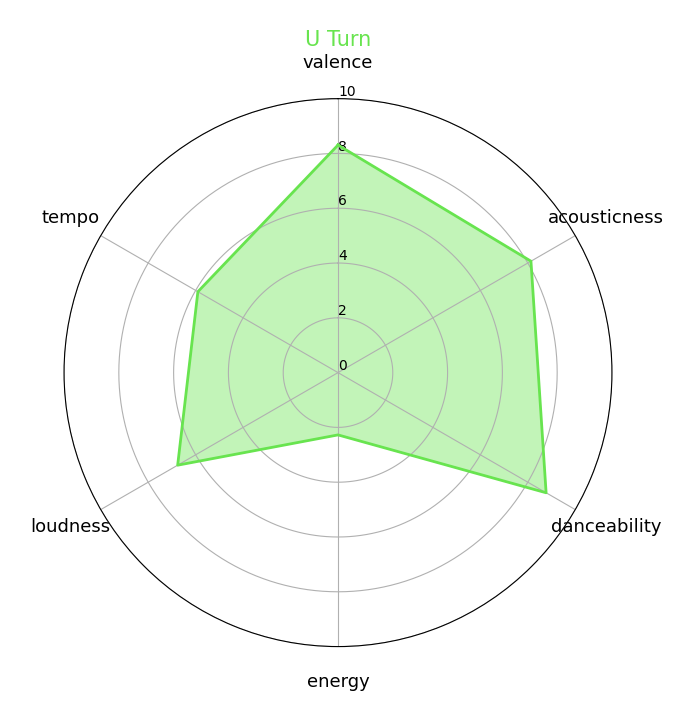 U Turn
valence
10
8
6
4
2
0
tempo
acousticness
loudness
danceability
energy